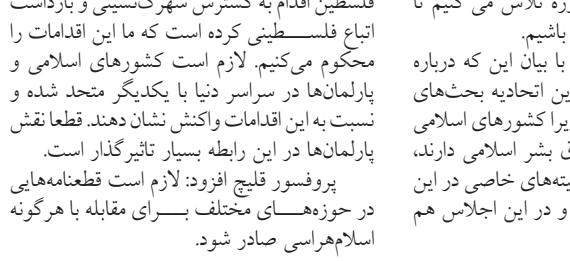 وزه تلاش می کنیم تا
باشیم.
با بیان این که درباره
ین اتحادیه بحث‌های
یرا کشورهای اسلامی
ق بشر اسلامی دارند،
یته‌های خاصی در این
و در این اجلاس هم
فلسطین اقدام به گسترش شهرک‌نشینی و بازداشت
اتباع فلسطینی کرده است که ما این اقدامات را
محکوم می‌کنیم. لازم است کشورهای اسلامی و
پارلمان‌ها در سراسر دنیا با یکدیگر متحد شده و
نسبت به این اقدامات واکنش نشان دهند. قطعا نقش
پارلمان‌ها در این رابطه بسیار تاثیرگذار است.
پروفسور قلیچ افزود: لازم است قطعنامه‌هایی
در حوزه‌های مختلف برای مقابله با هرگونه
اسلام‌هراسی صادر شود.